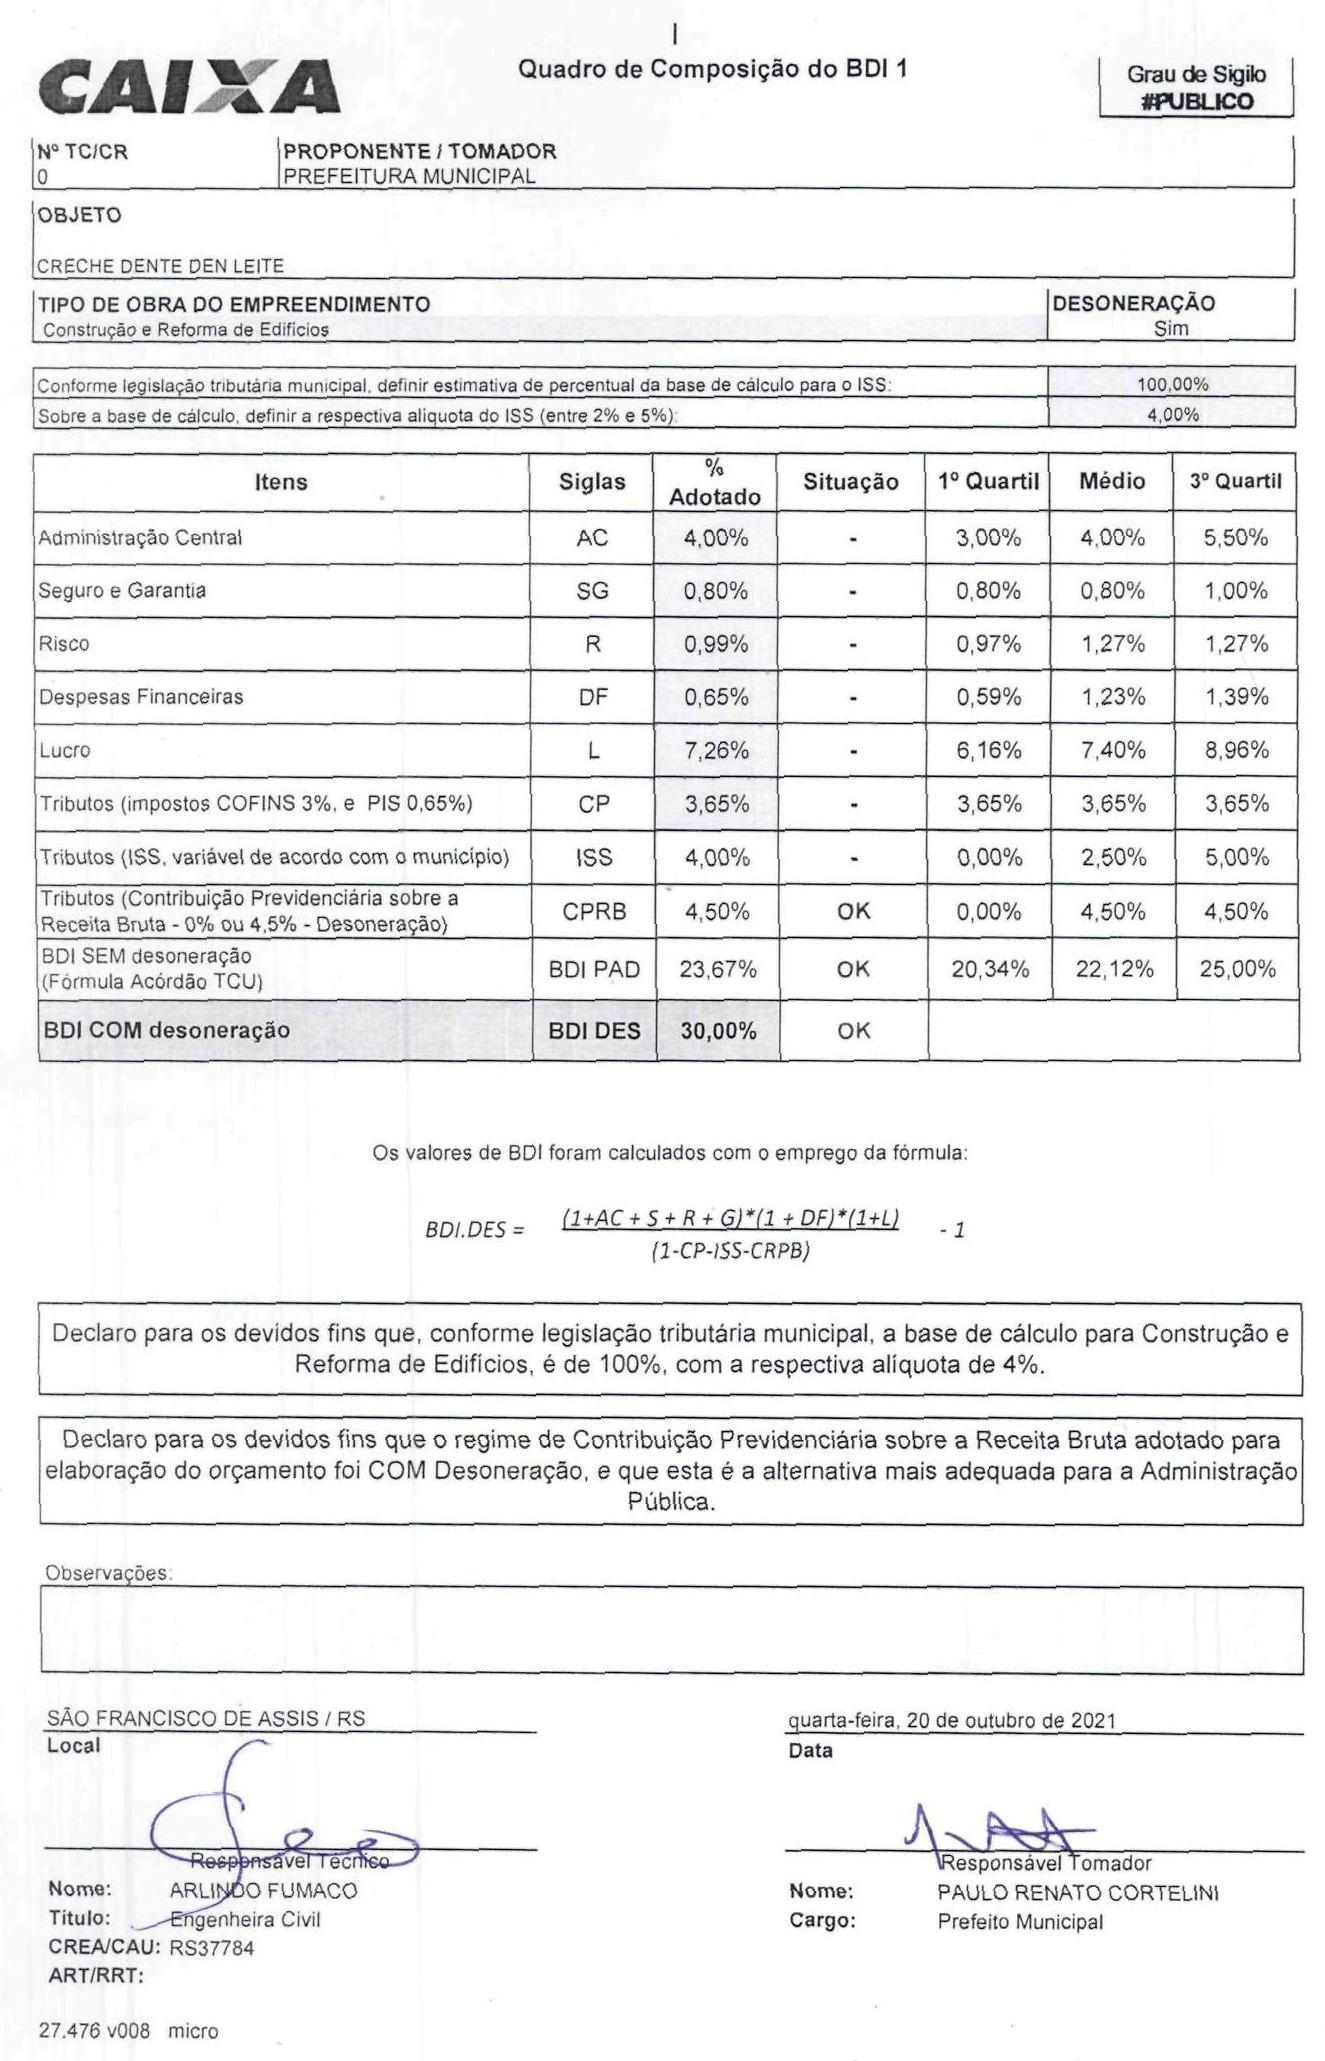 CAIXA
Quadro de Composição do BDI 1
Grau de Sigilo
#PUBLICO
Nº TC/CR
0
PROPONENTE / TOMADOR
PREFEITURA MUNICIPAL
OBJETO
CRECHE DENTE DEN LEITE
TIPO DE OBRA DO EMPREENDIMENTO
Construção e Reforma de Edifícios
DESONERAÇÃO
Sim
Conforme legislação tributária municipal, definir estimativa de percentual da base de cálculo para o ISS: 100,00%
Sobre a base de cálculo, definir a respectiva alíquota do ISS (entre 2% e 5%): 4,00%
Itens Siglas % Adotado Situação 1º Quartil Médio 3º Quartil
Administração Central AC 4,00% - 3,00% 4,00% 5,50%
Seguro e Garantia SG 0,80% - 0,80% 0,80% 1,00%
Risco R 0,99% - 0,97% 1,27% 1,27%
Despesas Financeiras DF 0,65% - 0,59% 1,23% 1,39%
Lucro L 7,26% - 6,16% 7,40% 8,96%
Tributos (impostos COFINS 3%, e PIS 0,65%) CP 3,65% - 3,65% 3,65% 3,65%
Tributos (ISS, variável de acordo com o município) ISS 4,00% - 0,00% 2,50% 5,00%
Tributos (Contribuição Previdenciária sobre a
Receita Bruta - 0% ou 4,5% - Desoneração) CPRB 4,50% OK 0,00% 4,50% 4,50%
BDI SEM desoneração
(Fórmula Acórdão TCU) BDI PAD 23,67% OK 20,34% 22,12% 25,00%
BDI COM desoneração BDI DES 30,00% OK
Os valores de BDI foram calculados com o emprego da fórmula:
BDI.DES = (1+AC + S + R + G)*(1 + DF)*(1+L) - 1
(1-CP-ISS-CRPB)
Declaro para os devidos fins que, conforme legislação tributária municipal, a base de cálculo para Construção e
Reforma de Edifícios, é de 100%, com a respectiva alíquota de 4%.
Declaro para os devidos fins que o regime de Contribuição Previdenciária sobre a Receita Bruta adotado para
elaboração do orçamento foi COM Desoneração, e que esta é a alternativa mais adequada para a Administração
Pública.
Observações:
SÃO FRANCISCO DE ASSIS / RS
Local
quarta-feira, 20 de outubro de 2021
Data
Responsável Técnico
Nome: ARLINDO FUMACO
Título: Engenheira Civil
CREA/CAU: RS37784
ART/RRT:
Responsável Tomador
Nome: PAULO RENATO CORTELINI
Cargo: Prefeito Municipal
27.476 v008 micro